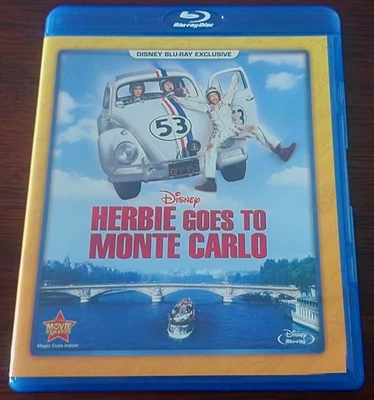 Blu-ray Disc
DISNEY BLU-RAY EXCLUSIVE
53
Disney
HERBIE GOES TO
MONTE CARLO
DISNEY
MOVIE
REWARDS
Magic Code Inside!
Disney
Blu-ray